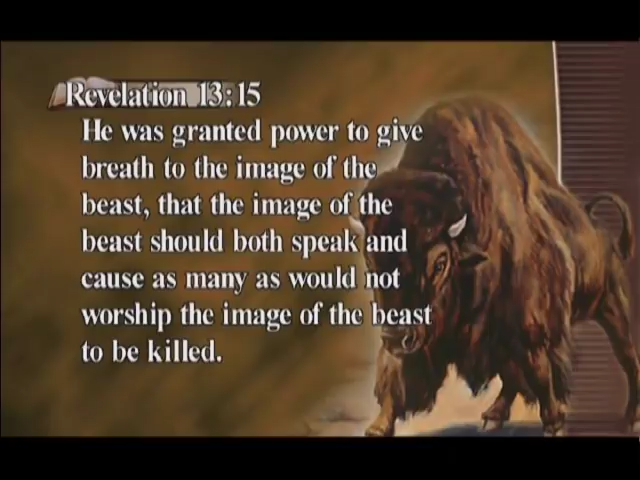 Revelation 13:15
He was granted power to give
breath to the image of the
beast, that the image of the
beast should both speak and
cause as many as would not
worship the image of the beast
to be killed.